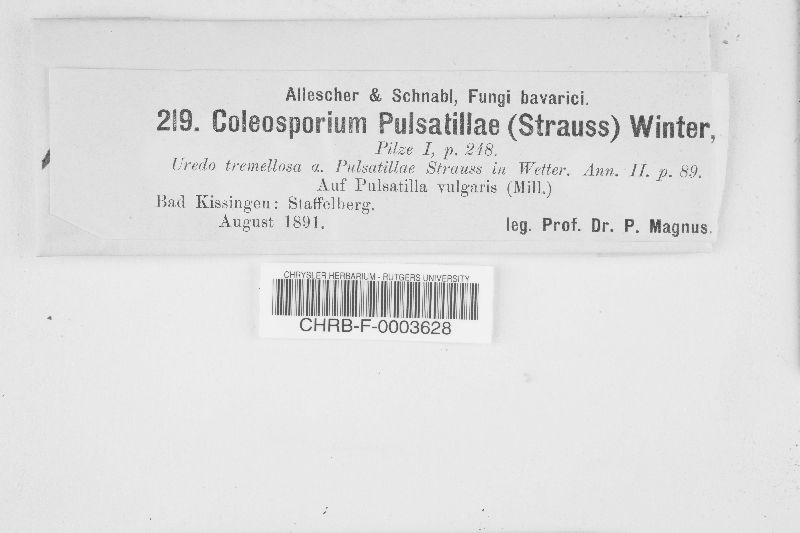 Allescher & Schnabl, Fungi bavarici.
219. Coleosporium Pulsatillae (Strauss) Winter,
Pilze I, p. 248.
Uredo tremellosa a. Pulsatillae Strauss in Wetter. Ann. II. p. 89.
Auf Pulsatilla vulgaris (Mill.)
Bad Kissingen: Staffelberg.
August 1891. leg. Prof. Dr. P. Magnus.
CHRYSLER HERBARIUM - RUTGERS UNIVERSITY
CHRB-F-0003628